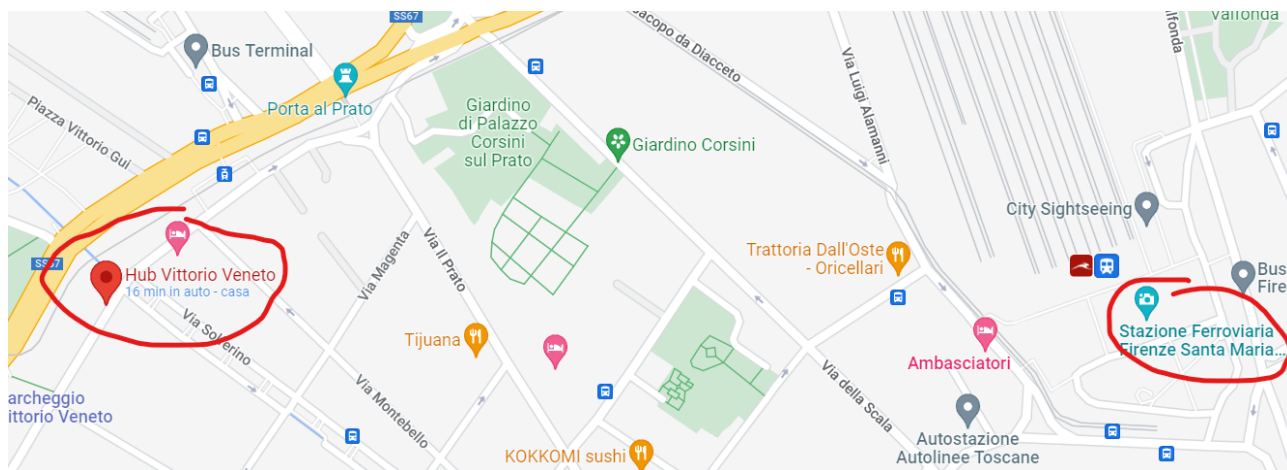 SS67
Bus Terminal
Porta al Prato
Piazza Vittorio Gui
Giardino
di Palazzo
Corsini
sul Prato
Giardino Corsini
Jacopo da Diacceto
Via Luigi Alamanni
Valfonda
City Sightseeing
Trattoria Dall'Oste
- Oricellari
Bus
Fire
Stazione Ferroviaria
Firenze Santa Maria...
SS67
Hub Vittorio Veneto
16 min in auto - casa
Via Magenta
Via Il Prato
Via Solferino
Tijuana
Ambasciatori
Via della Scala
archeggio
ittorio Veneto
Via Montebello
KOKKOMI sushi
Autostazione
Autolinee Toscane